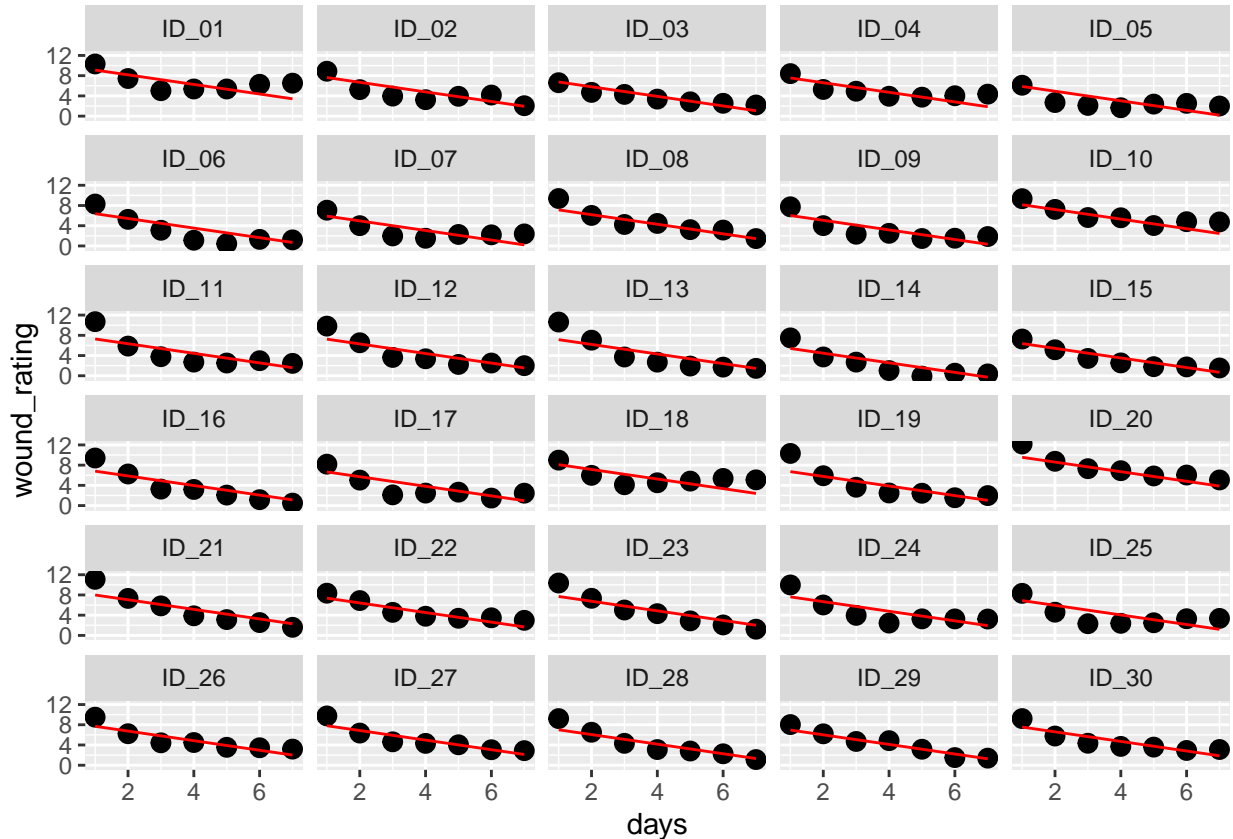 ID_01 ID_02 ID_03 ID_04 ID_05
12
8
4
0
ID_06 ID_07 ID_08 ID_09 ID_10
12
8
4
0
ID_11 ID_12 ID_13 ID_14 ID_15
12
8
4
0
wound_rating
ID_16 ID_17 ID_18 ID_19 ID_20
12
8
4
0
ID_21 ID_22 ID_23 ID_24 ID_25
12
8
4
0
ID_26 ID_27 ID_28 ID_29 ID_30
12
8
4
0
2 4 6 2 4 6 2 4 6 2 4 6 2 4 6
days